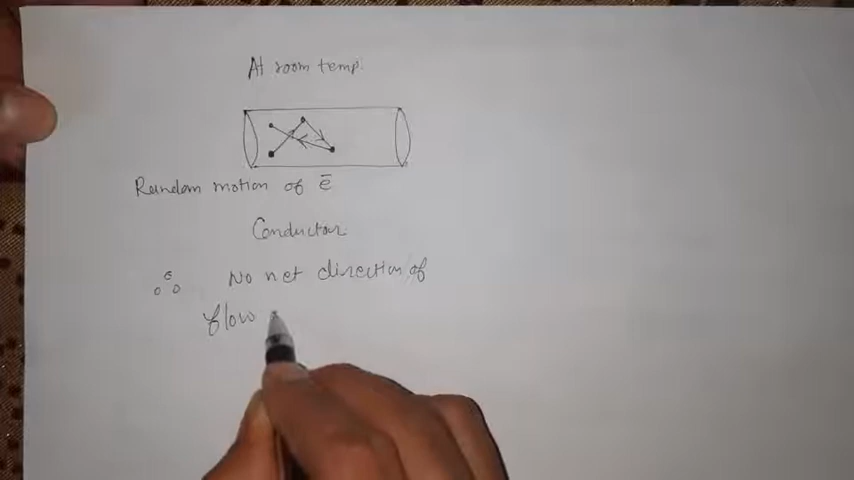 At room temp.
Random motion of e̅
Conductor
∴ No net direction of
flow